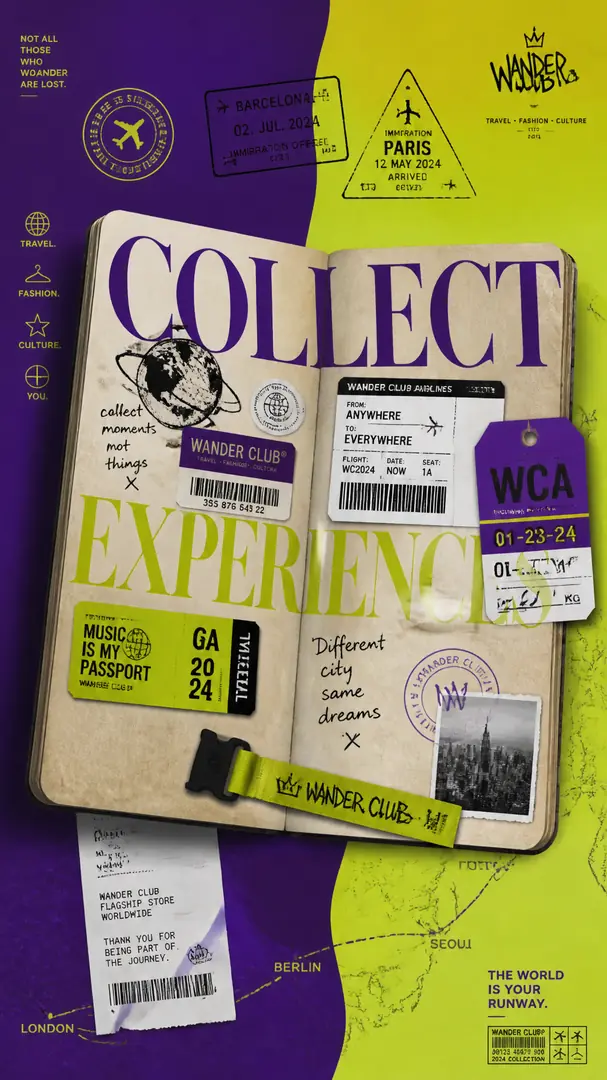 NOT ALL
THOSE
WHO
WOANDER
ARE LOST.
WANDER
CLUB
TRAVEL • FASHION • CULTURE
BARCELONA
02. JUL. 2024
IMMIGRATION
PARIS
12 MAY 2024
ARRIVED
TRAVEL.
FASHION.
CULTURE.
YOU.
COLLECT
collect
moments
not
things
X
WANDER CLUB®
TRAVEL • FASHION • CULTURE
355 876 543 22
WANDER CLUB AIRLINES
FROM:
ANYWHERE
TO:
EVERYWHERE
FLIGHT: DATE: SEAT:
WC2024 NOW 1A
WCA
01-23-24
01-
KG
EXPERIENCES
MUSIC
IS MY
PASSPORT
GA
20
24
Different
city
same
dreams
X
WANDER CLUB
WANDER CLUB
WANDER CLUB
FLAGSHIP STORE
WORLDWIDE
THANK YOU FOR
BEING PART OF
THE JOURNEY.
SEOUL
BERLIN
LONDON
THE WORLD
IS YOUR
RUNWAY.
WANDER CLUB®
2024 COLLECTION